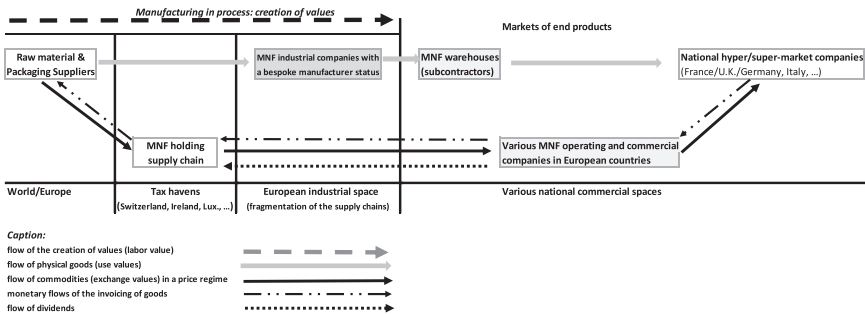 Manufacturing in process: creation of values
Markets of end products
Raw material &
Packaging Suppliers
MNF industrial companies with
a bespoke manufacturer status
MNF warehouses
(subcontractors)
National hyper/super-market companies
(France/U.K./Germany, Italy, ...)
MNF holding
supply chain
Various MNF operating and commercial
companies in European countries
World/Europe
Tax havens
(Switzerland, Ireland, Lux., ...)
European industrial space
(fragmentation of the supply chains)
Various national commercial spaces
Caption:
flow of the creation of values (labor value)
flow of physical goods (use values)
flow of commodities (exchange values) in a price regime
monetary flows of the invoicing of goods
flow of dividends